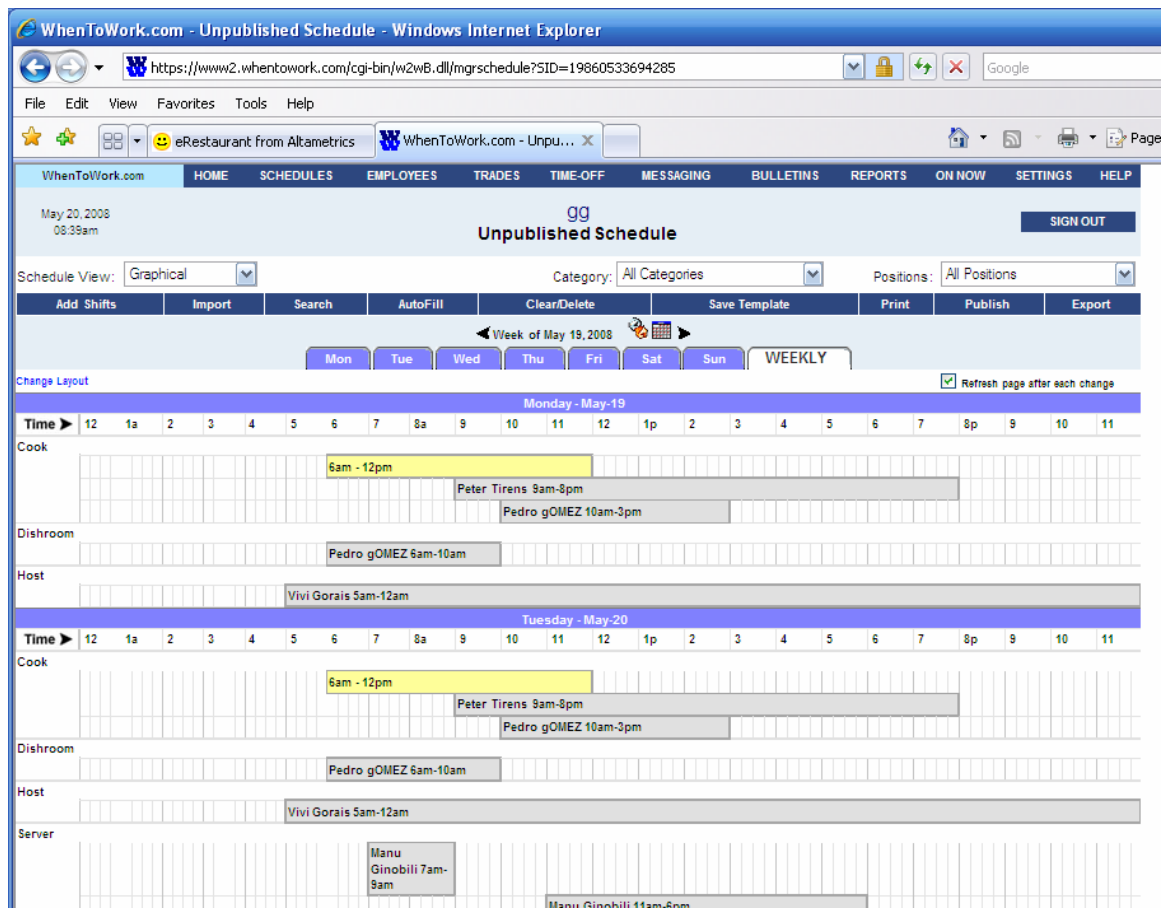 WhenToWork.com - Unpublished Schedule - Windows Internet Explorer
https://www2.whentowork.com/cgi-bin/w2wB.dll/mgrschedule?SID=19860533694285 Google
File Edit View Favorites Tools Help
eRestaurant from Altametrics WhenToWork.com - Unpu... Page
WhenToWork.com HOME SCHEDULES EMPLOYEES TRADES TIME-OFF MESSAGING BULLETINS REPORTS ON NOW SETTINGS HELP
May 20, 2008
08:39am
gg
Unpublished Schedule
SIGN OUT
Schedule View: Graphical Category: All Categories Positions: All Positions
Add Shifts Import Search AutoFill Clear/Delete Save Template Print Publish Export
Week of May 19, 2008
Mon Tue Wed Thu Fri Sat Sun WEEKLY
Change Layout Refresh page after each change
Monday - May-19
Time 12 1a 2 3 4 5 6 7 8a 9 10 11 12 1p 2 3 4 5 6 7 8p 9 10 11
Cook
6am - 12pm
Peter Tirens 9am-8pm
Pedro gOMEZ 10am-3pm
Dishroom
Pedro gOMEZ 6am-10am
Host
Vivi Gorais 5am-12am
Tuesday - May-20
Time 12 1a 2 3 4 5 6 7 8a 9 10 11 12 1p 2 3 4 5 6 7 8p 9 10 11
Cook
6am - 12pm
Peter Tirens 9am-8pm
Pedro gOMEZ 10am-3pm
Dishroom
Pedro gOMEZ 6am-10am
Host
Vivi Gorais 5am-12am
Server
Manu
Ginobili 7am-
9am
Manu Ginobili 11am-6pm